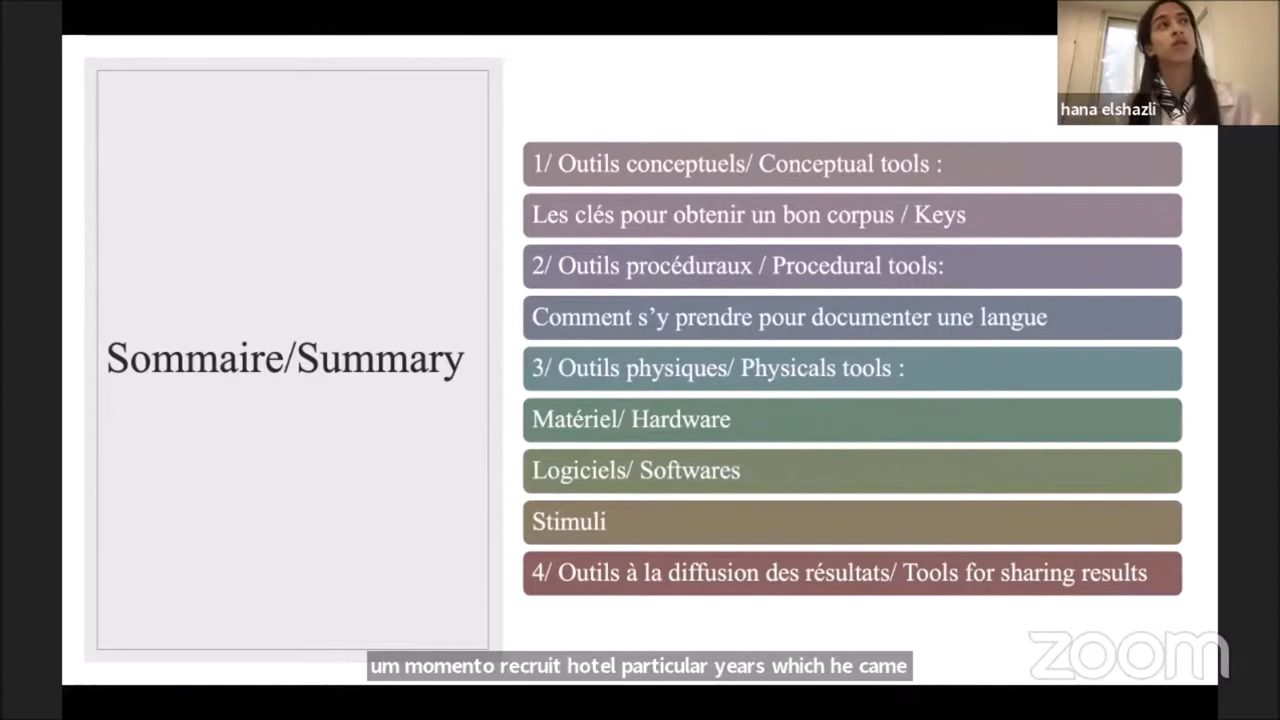 hana elshazli
Sommaire/Summary
1/ Outils conceptuels/ Conceptual tools :
Les clés pour obtenir un bon corpus / Keys
2/ Outils procéduraux / Procedural tools:
Comment s’y prendre pour documenter une langue
3/ Outils physiques/ Physicals tools :
Matériel/ Hardware
Logiciels/ Softwares
Stimuli
4/ Outils à la diffusion des résultats/ Tools for sharing results
um momento recruit hotel particular years which he came
zoom